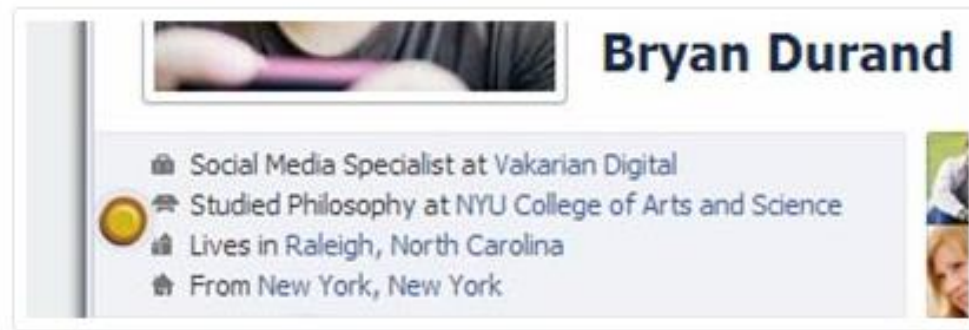 Bryan Durand
Social Media Specialist at Vakarian Digital
Studied Philosophy at NYU College of Arts and Science
Lives in Raleigh, North Carolina
From New York, New York